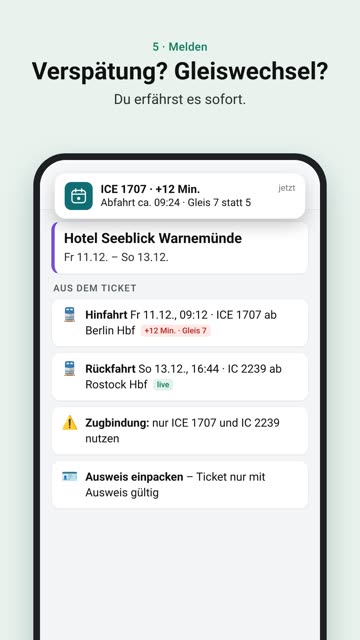 5 · Melden
Verspätung? Gleiswechsel?
Du erfährst es sofort.
ICE 1707 · +12 Min.
jetzt
Abfahrt ca. 09:24 · Gleis 7 statt 5
Hotel Seeblick Warnemünde
Fr 11.12. – So 13.12.
AUS DEM TICKET
Hinfahrt Fr 11.12., 09:12 · ICE 1707 ab
Berlin Hbf +12 Min. · Gleis 7
Rückfahrt So 13.12., 16:44 · IC 2239 ab
Rostock Hbf live
Zugbindung: nur ICE 1707 und IC 2239
nutzen
Ausweis einpacken – Ticket nur mit
Ausweis gültig